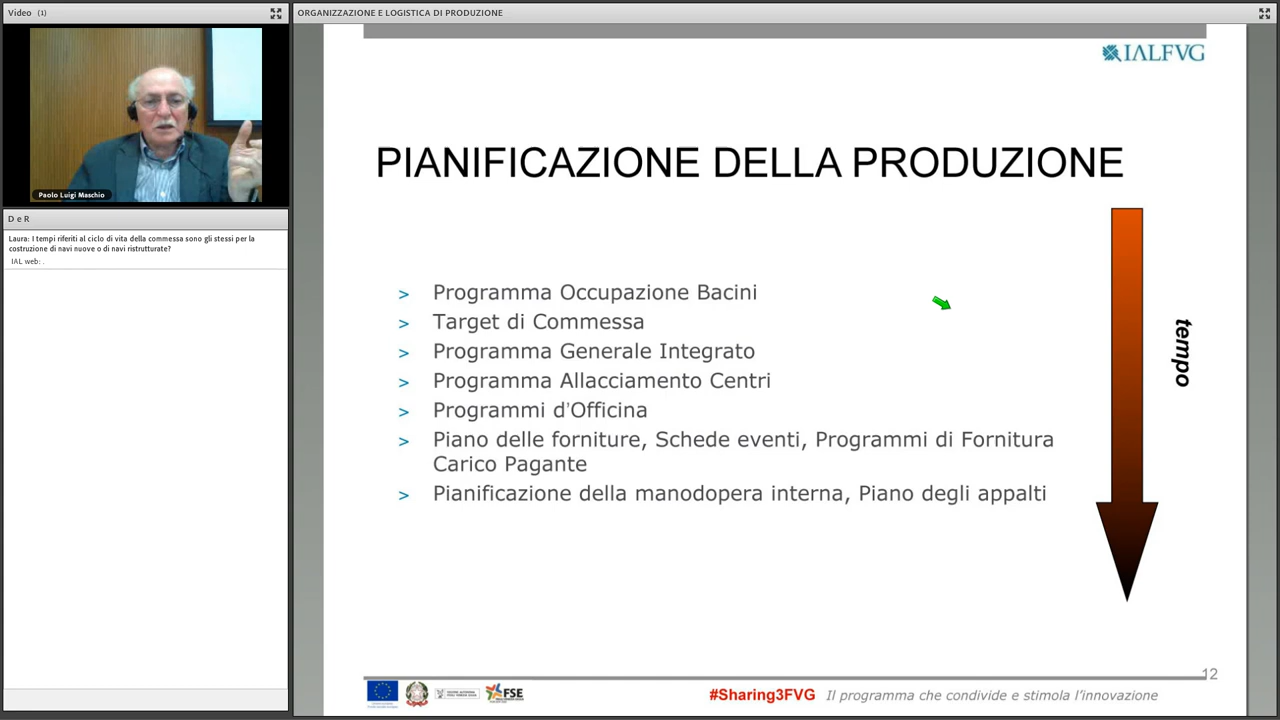 Video (1)
ORGANIZZAZIONE E LOGISTICA DI PRODUZIONE
Paolo Luigi Maschio
D e R
Laura: I tempi riferiti al ciclo di vita della commessa sono gli stessi per la
costruzione di navi nuove o di navi ristrutturate?
IAL web: .
IALFVG
PIANIFICAZIONE DELLA PRODUZIONE
> Programma Occupazione Bacini
> Target di Commessa
> Programma Generale Integrato
> Programma Allacciamento Centri
> Programmi d’Officina
> Piano delle forniture, Schede eventi, Programmi di Fornitura
Carico Pagante
> Pianificazione della manodopera interna, Piano degli appalti
tempo
12
FSE
#Sharing3FVG Il programma che condivide e stimola l’innovazione